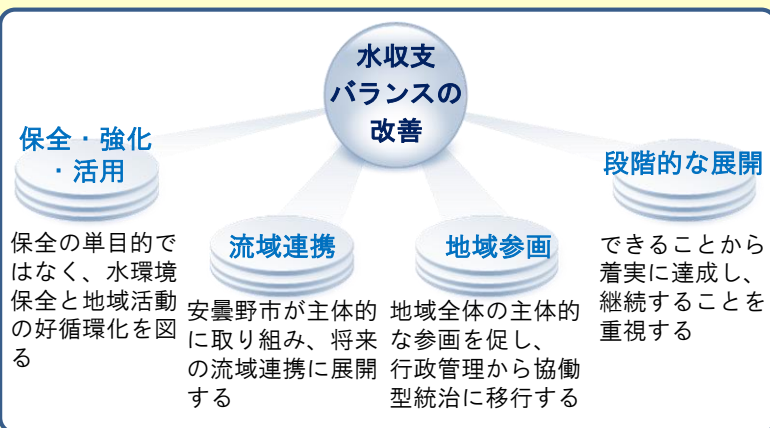 水収支
バランスの
改善
保全・強化
・活用
保全の単目的で
はなく、水環境
保全と地域活動
の好循環化を図
る
流域連携
安曇野市が主体的
に取り組み、将来
の流域連携に展開
する
地域参画
地域全体の主体的
な参画を促し、
行政管理から協働
型統治に移行する
段階的な展開
できることから
着実に達成し、
継続することを
重視する